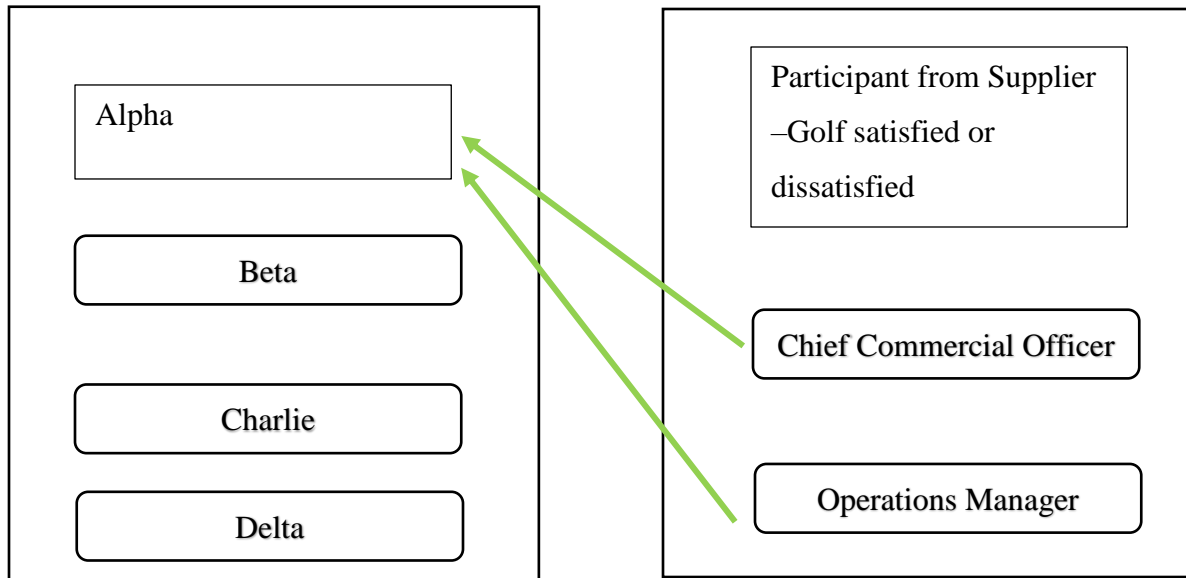 Alpha
Beta
Charlie
Delta
Participant from Supplier
–Golf satisfied or
dissatisfied
Chief Commercial Officer
Operations Manager